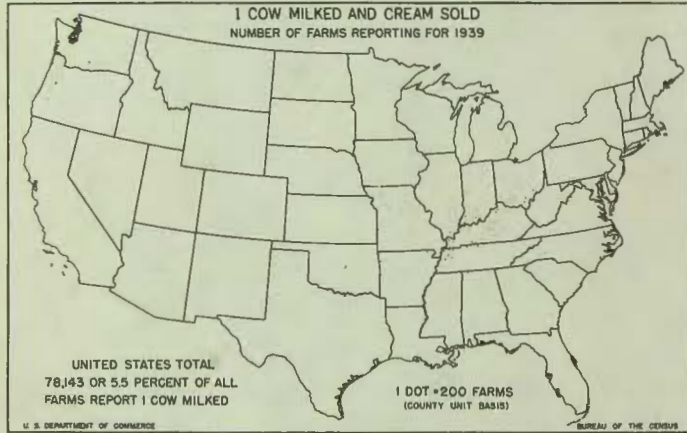 1 COW MILKED AND CREAM SOLD
NUMBER OF FARMS REPORTING FOR 1939
UNITED STATES TOTAL
78,143 OR 5.5 PERCENT OF ALL
FARMS REPORT 1 COW MILKED
1 DOT = 200 FARMS
(COUNTY UNIT BASIS)
U. S. DEPARTMENT OF COMMERCE
BUREAU OF THE CENSUS